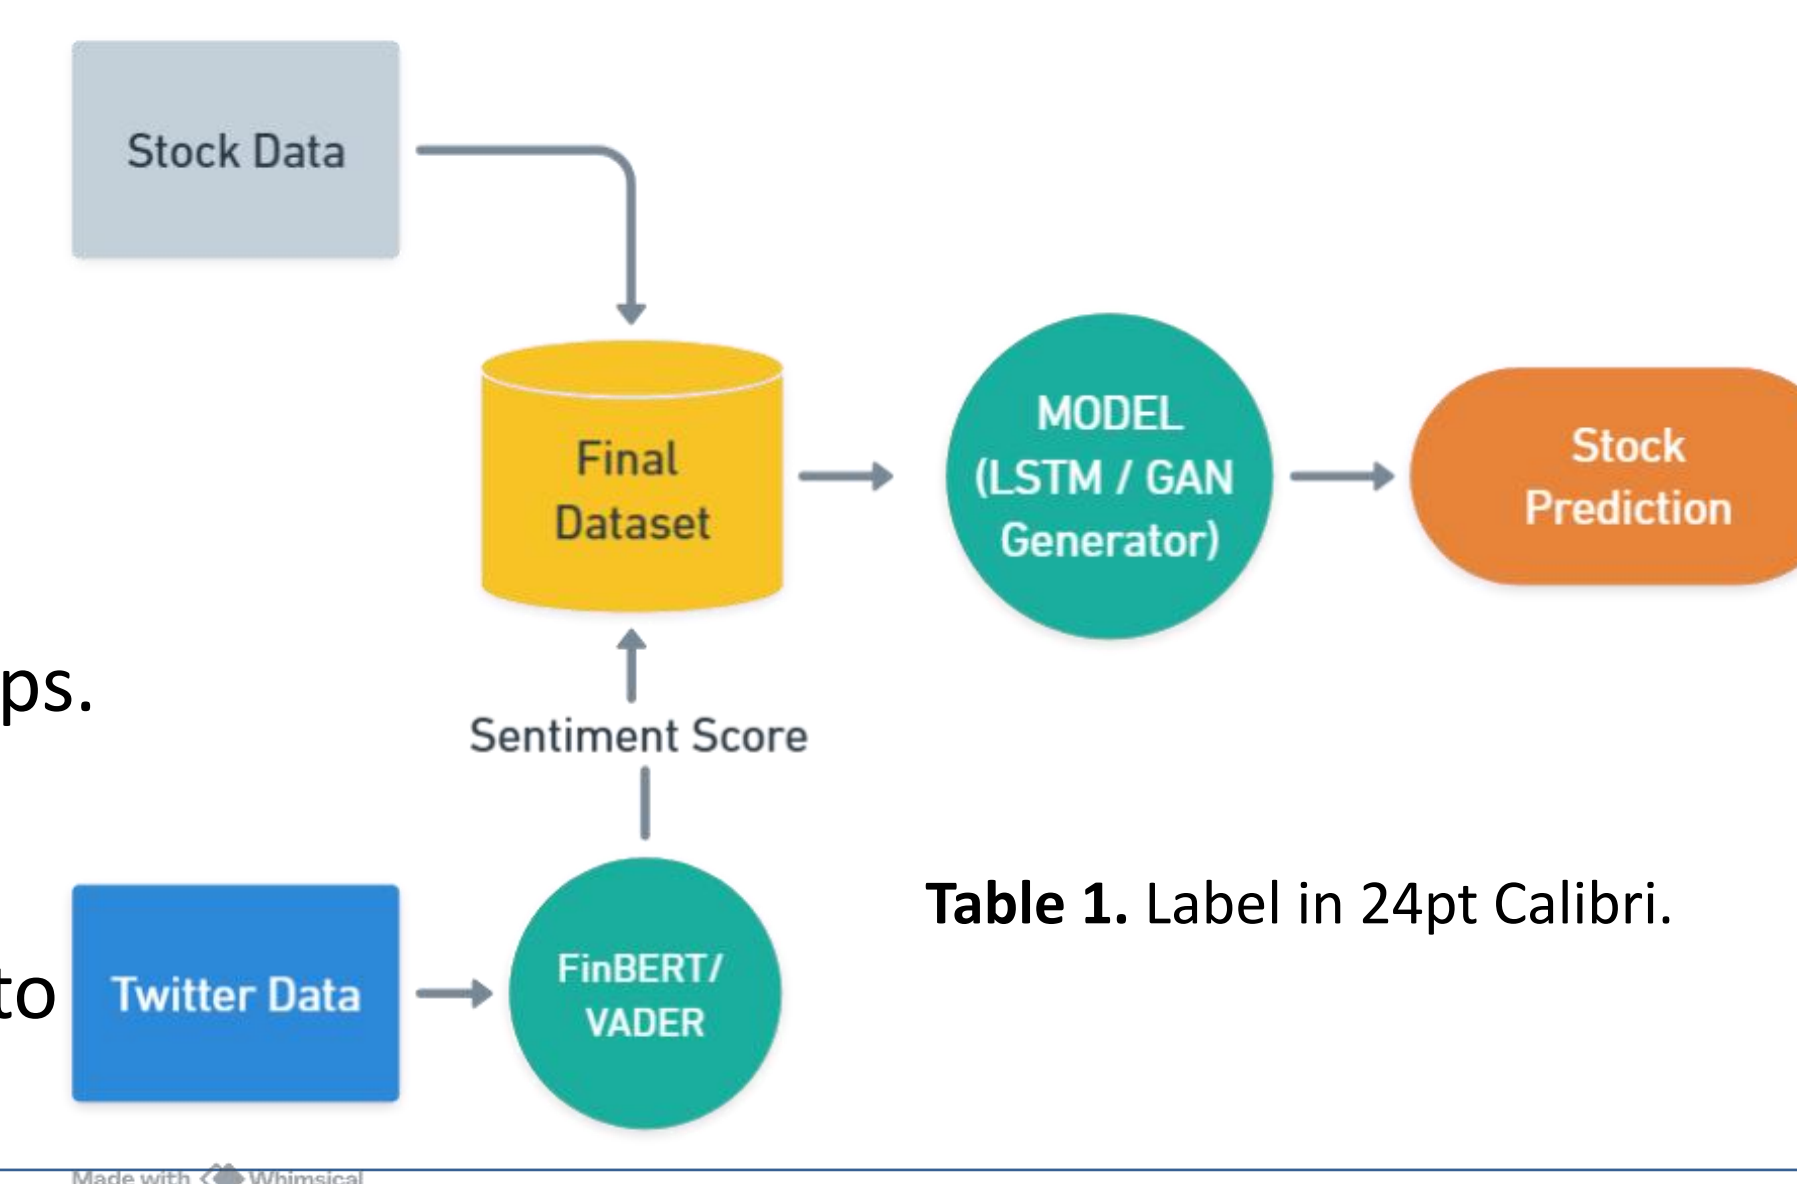 Stock Data
Final
Dataset
MODEL
(LSTM / GAN
Generator)
Stock
Prediction
ps.
Sentiment Score
Table 1. Label in 24pt Calibri.
to
Twitter Data
FinBERT/
VADER
Made with Whimsical